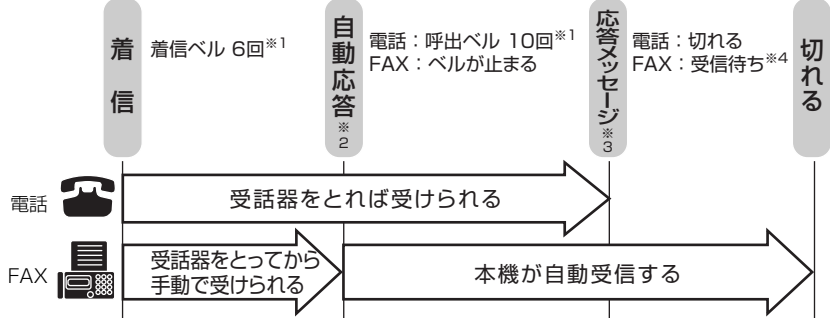 着信
着信ベル 6回※1
自動応答※2
電話：呼出ベル 10回※1
FAX：ベルが止まる
応答メッセージ※3
電話：切れる
FAX：受信待ち※4
切れる
電話
受話器をとれば受けられる
FAX
受話器をとってから
手動で受けられる
本機が自動受信する